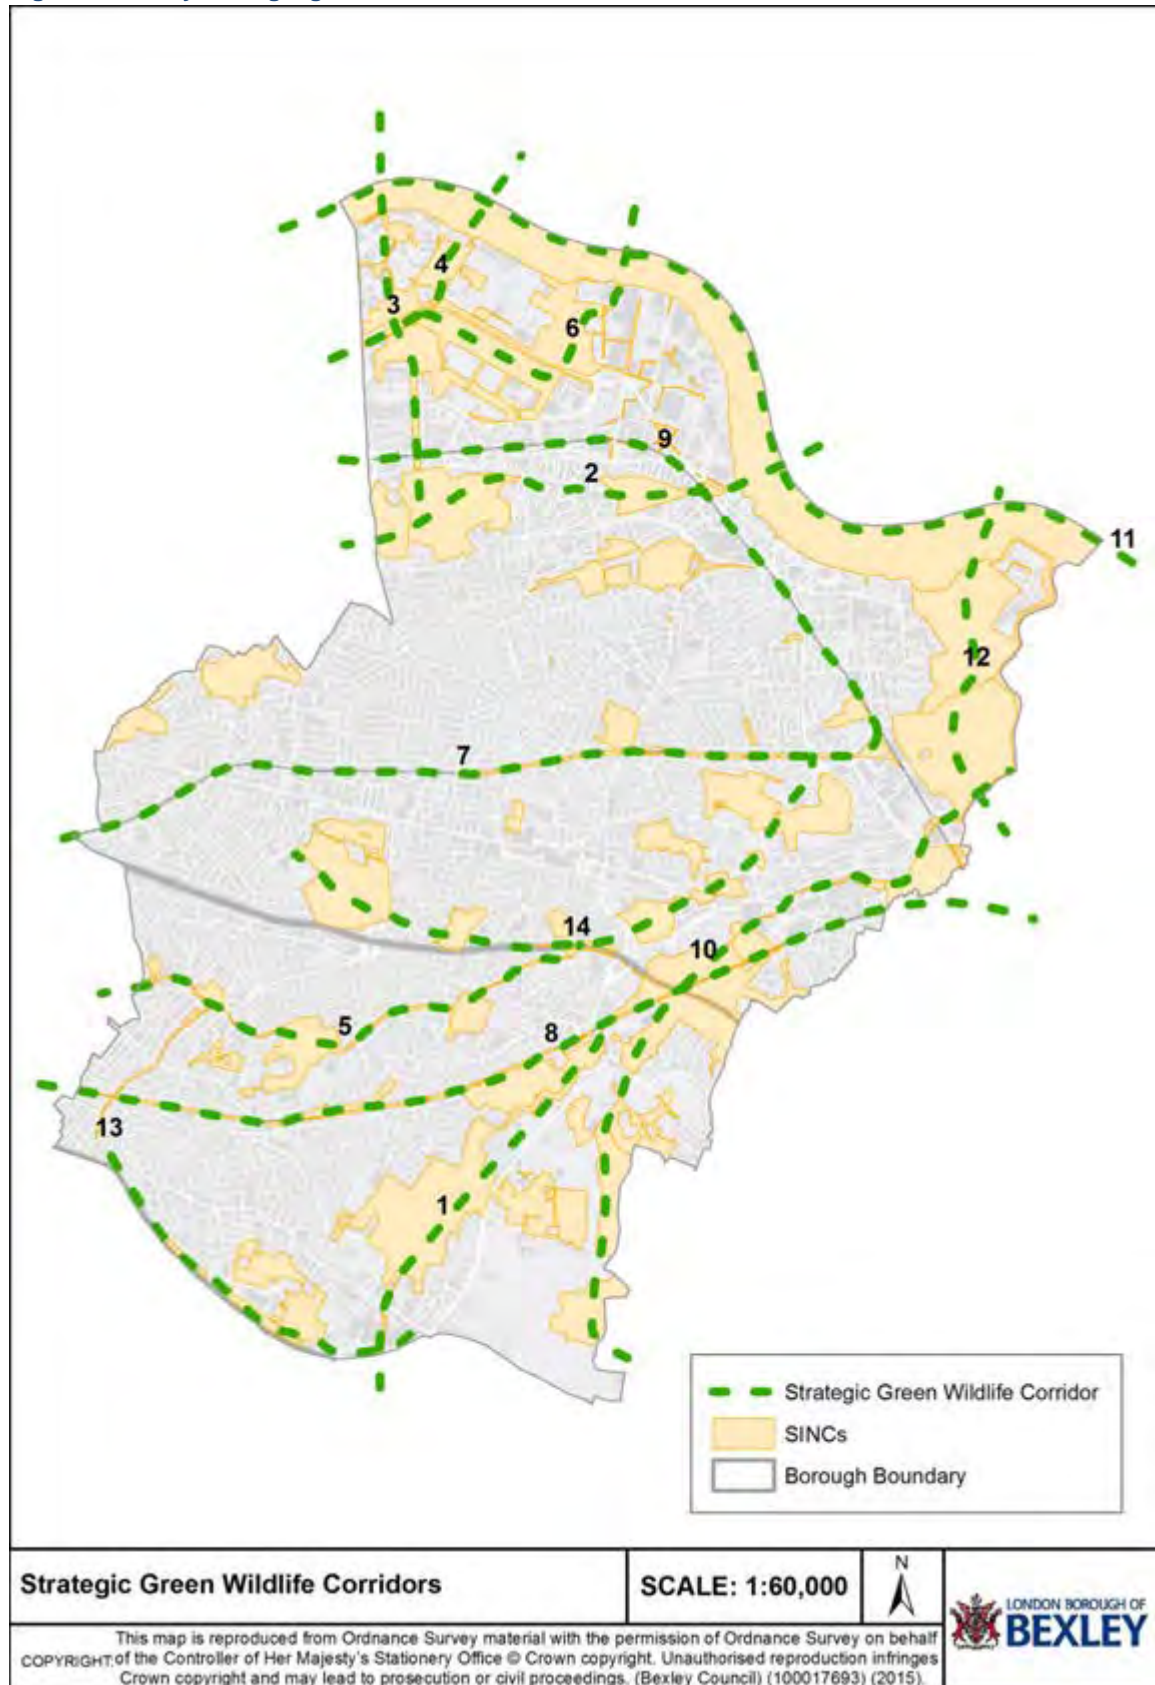 4
3
6
9
2
11
12
7
14
10
5
8
13
1
Strategic Green Wildlife Corridor
SINCs
Borough Boundary
Strategic Green Wildlife Corridors
SCALE: 1:60,000
N
LONDON BOROUGH OF
BEXLEY
This map is reproduced from Ordnance Survey material with the permission of Ordnance Survey on behalf
COPYRIGHT:of the Controller of Her Majesty's Stationery Office © Crown copyright. Unauthorised reproduction infringes
Crown copyright and may lead to prosecution or civil proceedings. (Bexley Council) (100017693) (2015).